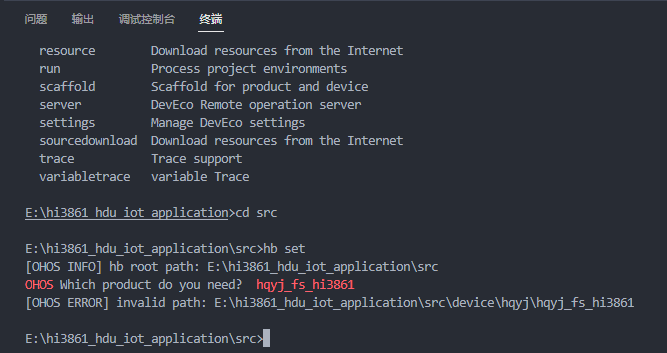 问题 输出 调试控制台 终端
resource Download resources from the Internet
run Process project environments
scaffold Scaffold for product and device
server DevEco Remote operation server
settings Manage DevEco settings
sourcedownload Download resources from the Internet
trace Trace support
variabletrace variable Trace
E:\hi3861_hdu_iot_application>cd src
E:\hi3861_hdu_iot_application\src>hb set
[OHOS INFO] hb root path: E:\hi3861_hdu_iot_application\src
OHOS Which product do you need? hqyj_fs_hi3861
[OHOS ERROR] invalid path: E:\hi3861_hdu_iot_application\src\device\hqyj\hqyj_fs_hi3861
E:\hi3861_hdu_iot_application\src>